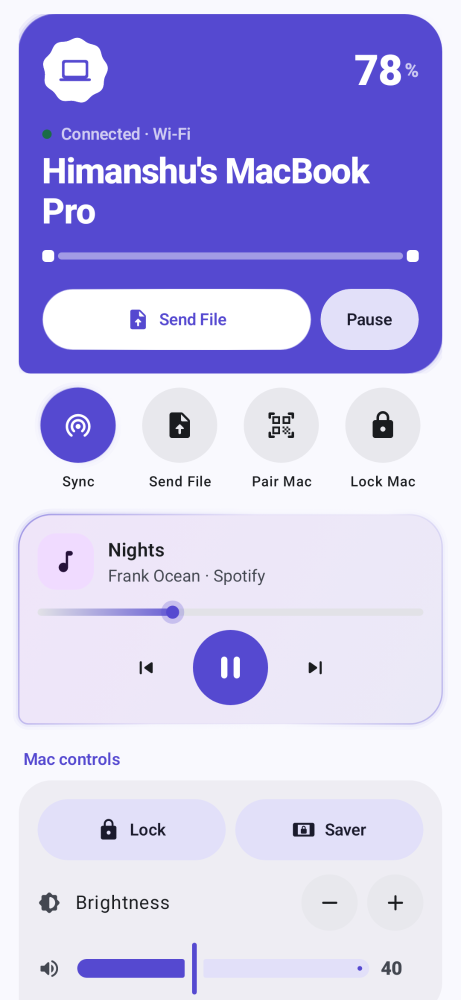 78%
Connected · Wi-Fi
Himanshu's MacBook
Pro
Send File
Pause
Sync
Send File
Pair Mac
Lock Mac
Nights
Frank Ocean · Spotify
Mac controls
Lock
Saver
Brightness
40